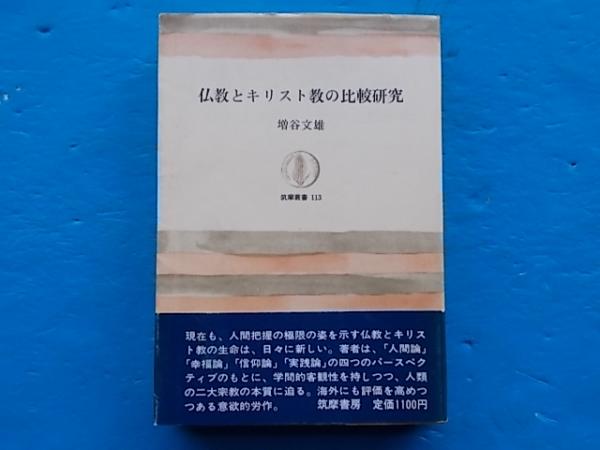 仏教とキリスト教の比較研究
増谷文雄
筑摩叢書 113
現在も、人間把握の極限の姿を示す仏教とキリス
ト教の生命は、日々に新しい。著者は、「人間論」
「幸福論」「信仰論」「実践論」の四つのパースペク
ティブのもとに、学問的客観性を持しつつ、人類
の二大宗教の本質に迫る。海外にも評価を高めつ
つある意欲的労作。 筑摩書房 定価1100円